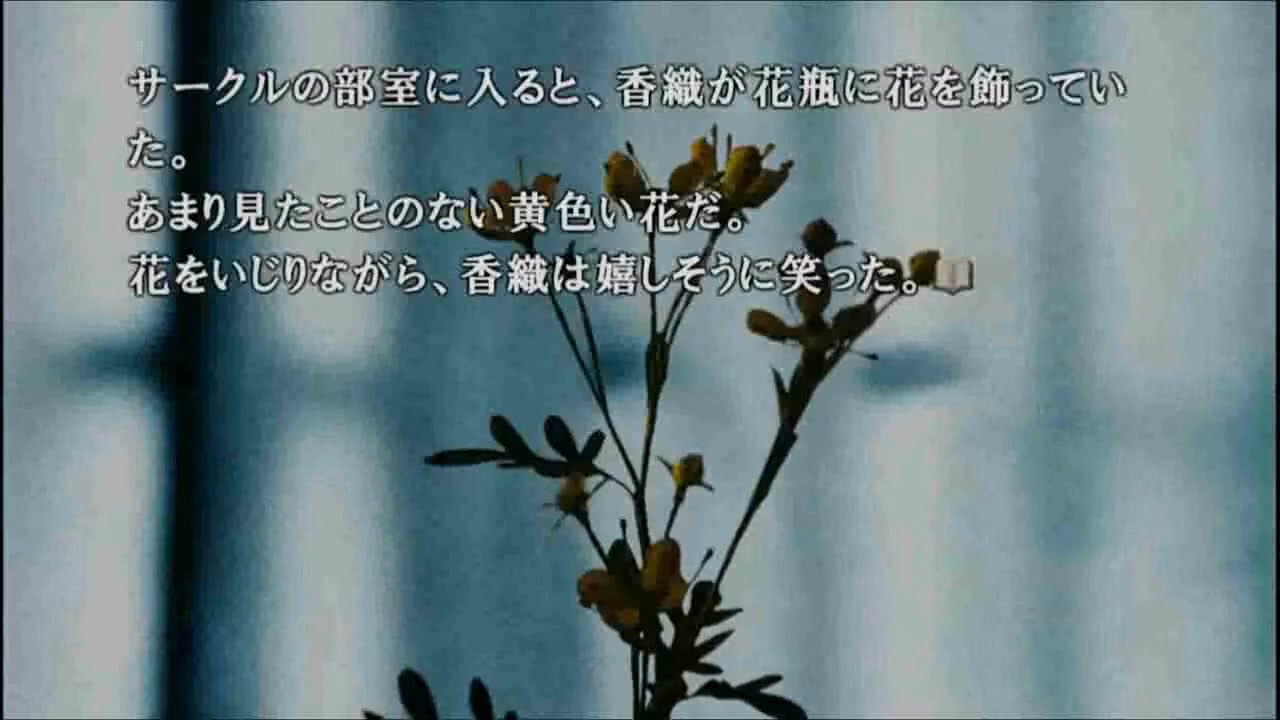 サークルの部室に入ると、香織が花瓶に花を飾ってい
た。
あまり見たことのない黄色い花だ。
花をいじりながら、香織は嬉しそうに笑った。